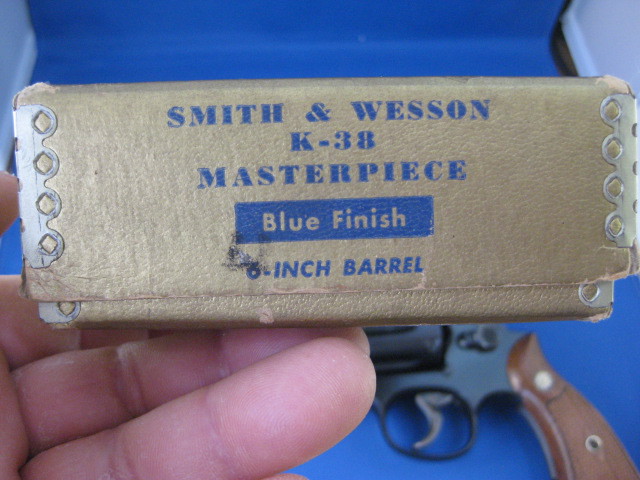 SMITH & WESSON
K-38
MASTERPIECE
Blue Finish
6-INCH BARREL